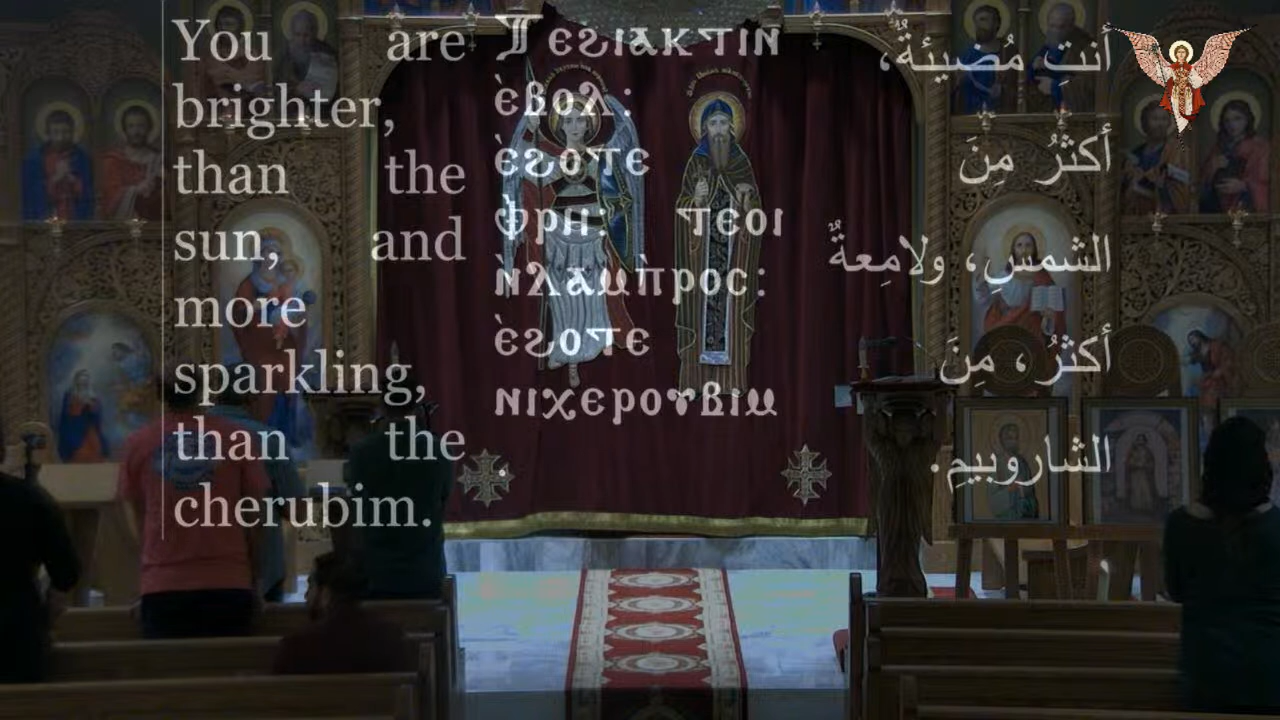 You are
brighter,
than the
sun, and
more
sparkling,
than the
cherubim.
Ⲧⲉϩⲓⲁⲕⲧⲓⲛ
ⲉ̀ⲃⲟⲗ:
ⲉ̀ϩⲟⲧⲉ
ⲫⲣⲏ: ⲧⲉⲟⲓ
ⲛ̀ⲗⲁⲙⲡ̀ⲣⲟⲥ:
ⲉ̀ϩⲟⲧⲉ
ⲛⲓⲭⲉⲣⲟⲩⲃⲓⲙ
.
أنتِ مُضيئةٌ،
أكثرُ مِنَ
الشمسِ، ولامِعةٌ
أكثرُ، مِنَ
الشاروبيمِ.